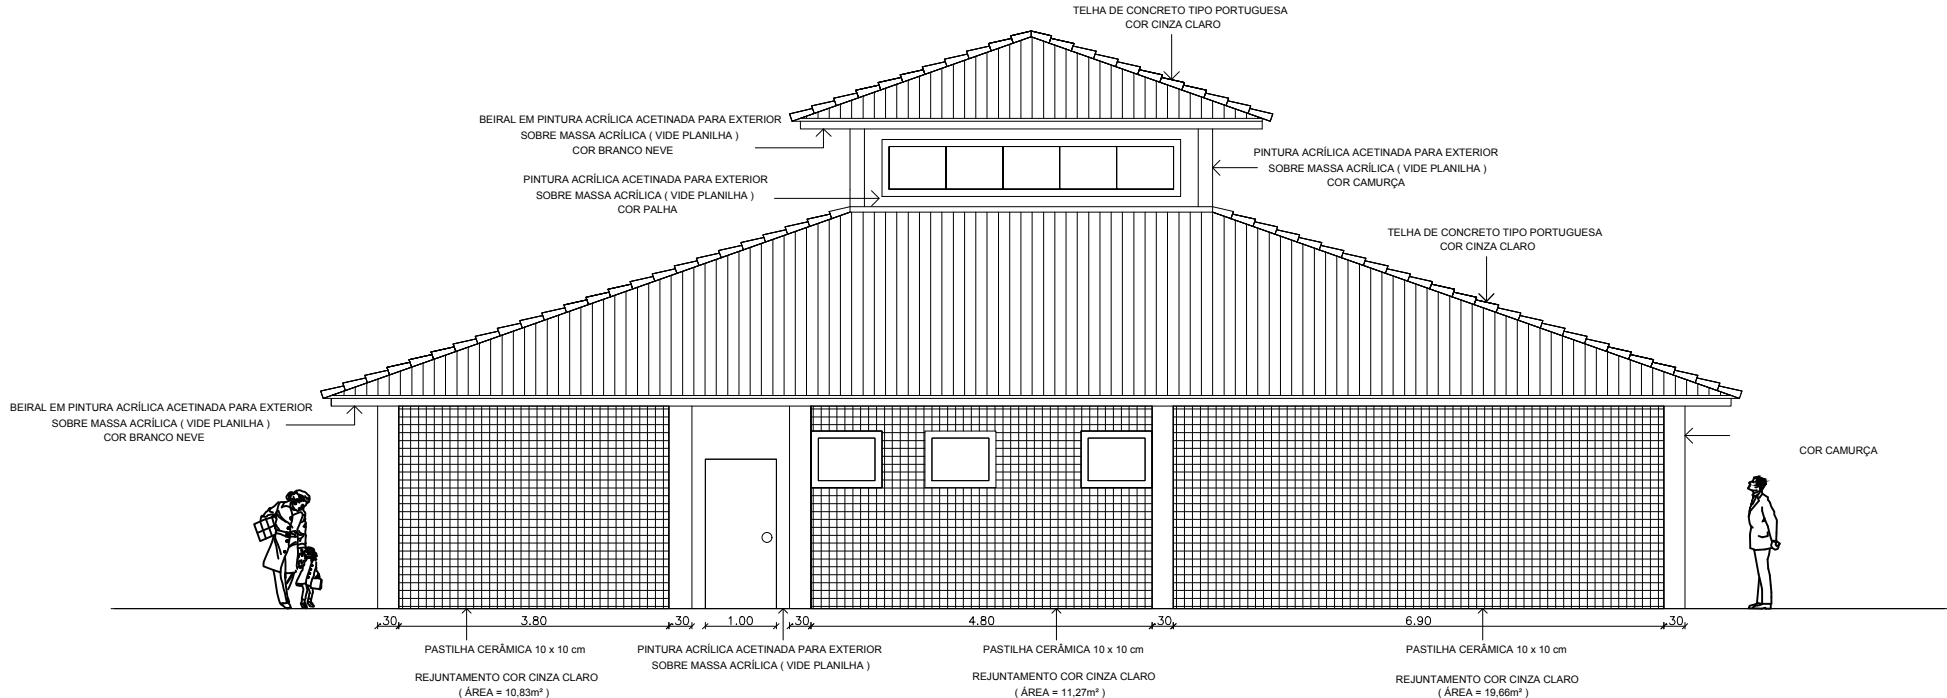 TELHA DE CONCRETO TIPO PORTUGUESA
COR CINZA CLARO
BEIRAL EM PINTURA ACRÍLICA ACETINADA PARA EXTERIOR
SOBRE MASSA ACRÍLICA ( VIDE PLANILHA )
COR BRANCO NEVE
PINTURA ACRÍLICA ACETINADA PARA EXTERIOR
SOBRE MASSA ACRÍLICA ( VIDE PLANILHA )
COR CAMURÇA
PINTURA ACRÍLICA ACETINADA PARA EXTERIOR
SOBRE MASSA ACRÍLICA ( VIDE PLANILHA )
COR PALHA
TELHA DE CONCRETO TIPO PORTUGUESA
COR CINZA CLARO
BEIRAL EM PINTURA ACRÍLICA ACETINADA PARA EXTERIOR
SOBRE MASSA ACRÍLICA ( VIDE PLANILHA )
COR BRANCO NEVE
COR CAMURÇA
.30 3.80 .30 1.00 .30 4.80 .30 6.90 .30
PASTILHA CERÂMICA 10 x 10 cm
REJUNTAMENTO COR CINZA CLARO
( ÁREA = 10,83m² )
PINTURA ACRÍLICA ACETINADA PARA EXTERIOR
SOBRE MASSA ACRÍLICA ( VIDE PLANILHA )
PASTILHA CERÂMICA 10 x 10 cm
REJUNTAMENTO COR CINZA CLARO
( ÁREA = 11,27m² )
PASTILHA CERÂMICA 10 x 10 cm
REJUNTAMENTO COR CINZA CLARO
( ÁREA = 19,66m² )